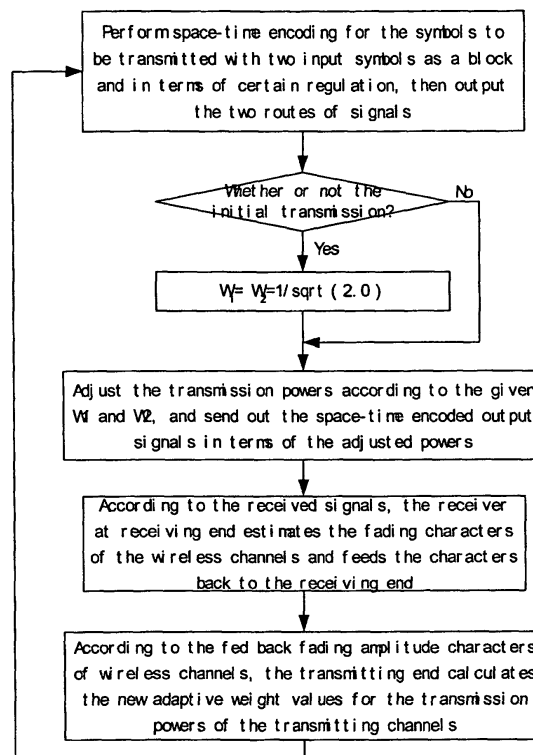 Perform space-time encoding for the symbols to
be transmitted with two input symbols as a block
and in terms of certain regulation, then output
the two routes of signals
Whether or not the
initial transmission?
No
Yes
W1= W2=1/sqrt (2.0)
Adjust the transmission powers according to the given
W1 and W2, and send out the space-time encoded output
signals in terms of the adjusted powers
According to the received signals, the receiver
at receiving end estimates the fading characters
of the wireless channels and feeds the characters
back to the receiving end
According to the fed back fading amplitude characters
of wireless channels, the transmitting end calculates
the new adaptive weight values for the transmission
powers of the transmitting channels